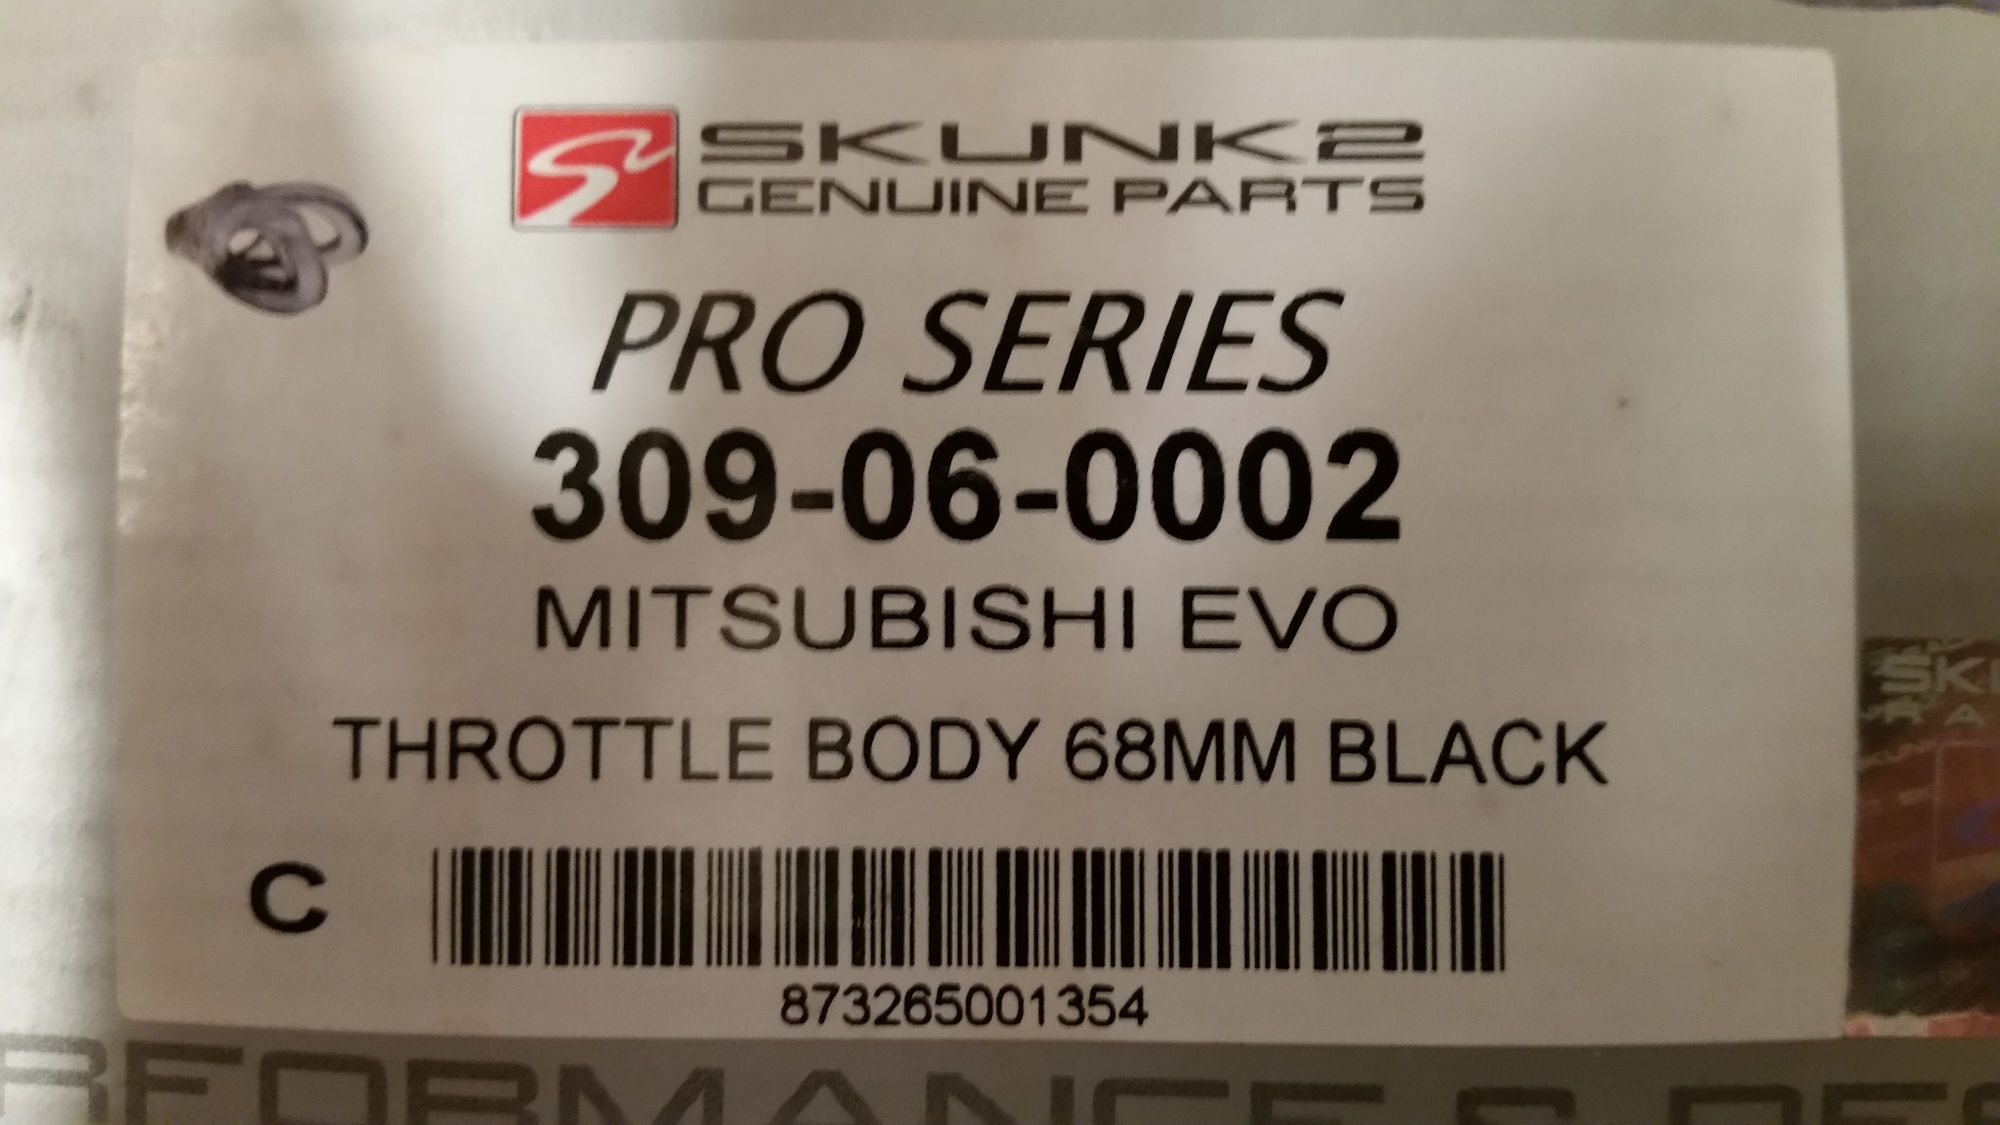 SKUNK2
GENUINE PARTS
PRO SERIES
309-06-0002
MITSUBISHI EVO
THROTTLE BODY 68MM BLACK
C
873265001354